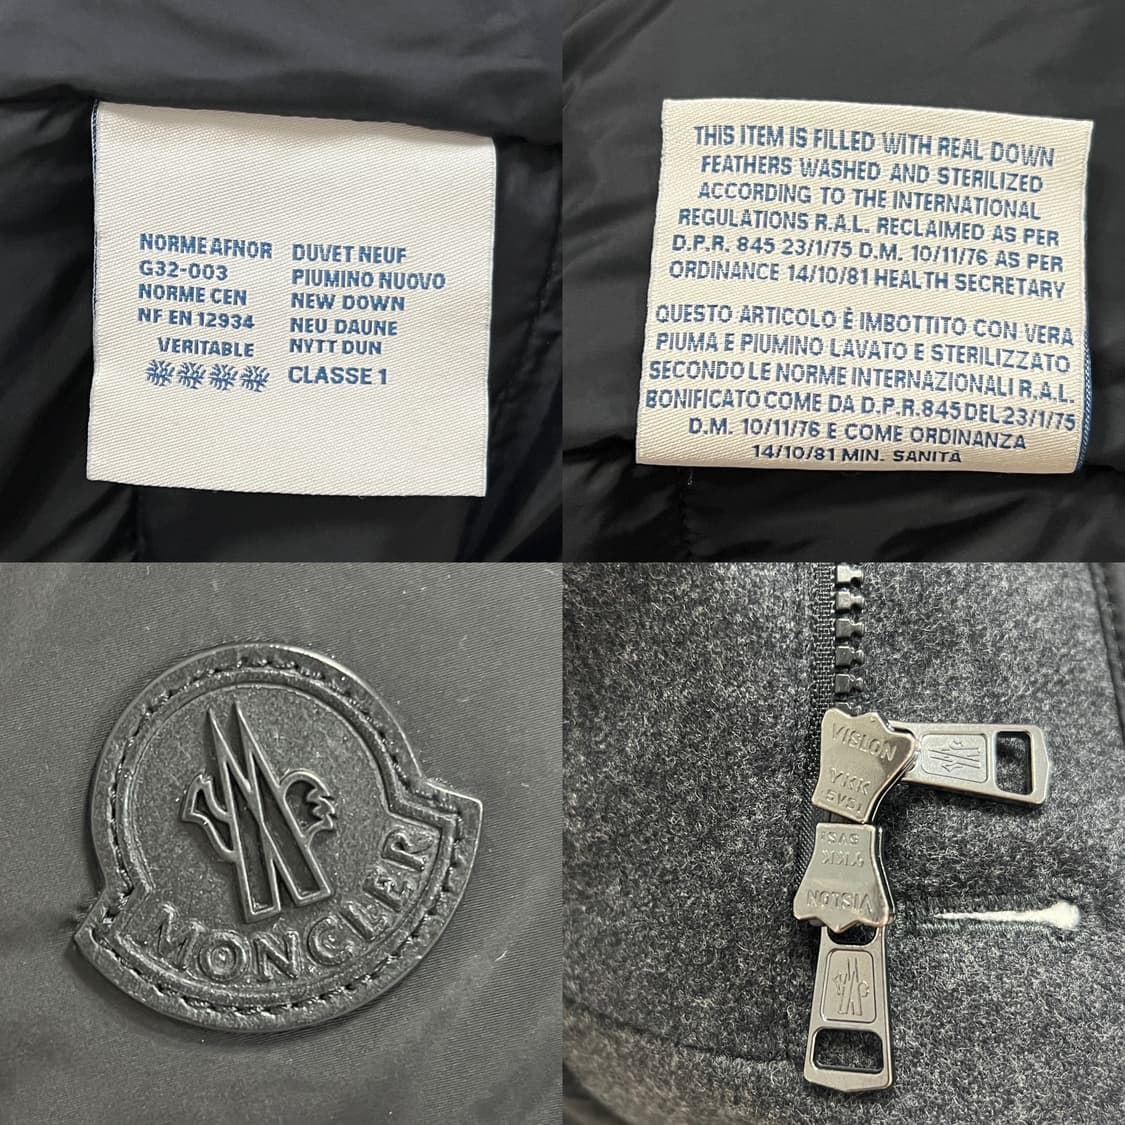 NORME AFNOR
G32-003
NORME CEN
NF EN 12934
VERITABLE
DUVET NEUF
PIUMINO NUOVO
NEW DOWN
NEU DAUNE
NYTT DUN
CLASSE 1
THIS ITEM IS FILLED WITH REAL DOWN
FEATHERS WASHED AND STERILIZED
ACCORDING TO THE INTERNATIONAL
REGULATIONS R.A.L. RECLAIMED AS PER
D.P.R. 845 23/1/75 D.M. 10/11/76 AS PER
ORDINANCE 14/10/81 HEALTH SECRETARY
QUESTO ARTICOLO È IMBOTTITO CON VERA
PIUMA E PIUMINO LAVATO E STERILIZZATO
SECONDO LE NORME INTERNAZIONALI R.A.L.
BONIFICATO COME DA D.P.R. 845 DEL 23/1/75
D.M. 10/11/76 E COME ORDINANZA
14/10/81 MIN. SANITÀ
MONCLER
VISLON
YKK
5VS1
5VS1
YKK
VISLON